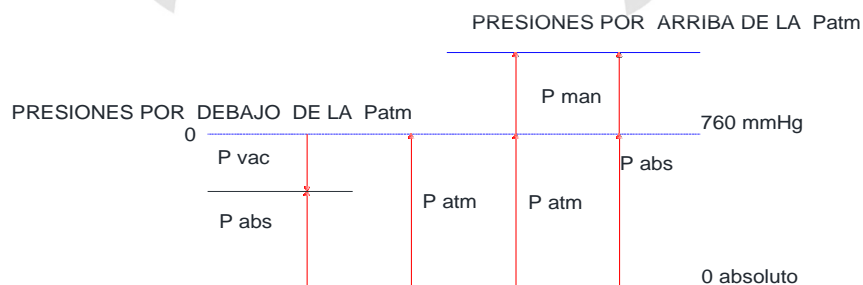 PRESIONES POR ARRIBA DE LA Patm
P man
PRESIONES POR DEBAJO DE LA Patm
760 mmHg
0
P vac
P abs
P atm
P atm
P abs
0 absoluto